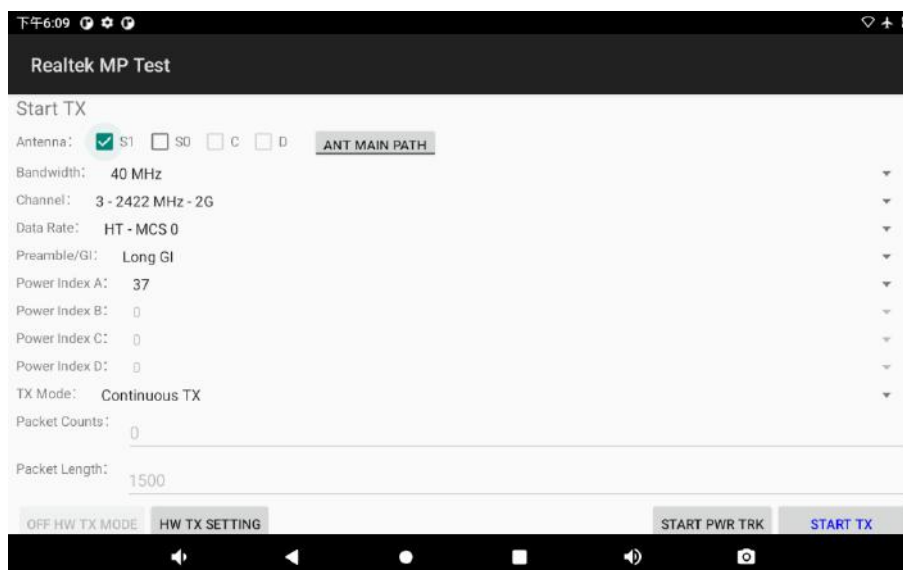 下午6:09
Realtek MP Test
Start TX
Antenna: S1 S0 C D ANT MAIN PATH
Bandwidth: 40 MHz
Channel: 3 - 2422 MHz - 2G
Data Rate: HT - MCS 0
Preamble/GI: Long GI
Power Index A: 37
Power Index B: 0
Power Index C: 0
Power Index D: 0
TX Mode: Continuous TX
Packet Counts: 0
Packet Length: 1500
OFF HW TX MODE HW TX SETTING START PWR TRK START TX